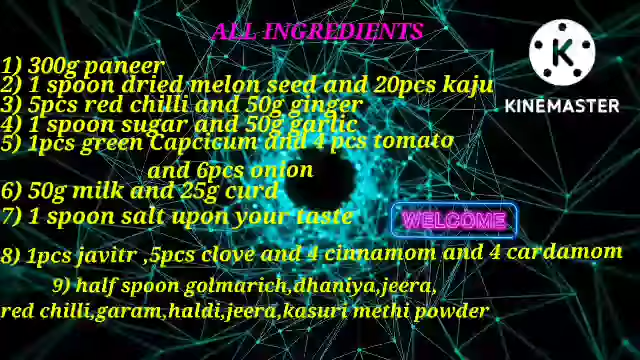 ALL INGREDIENTS
1) 300g paneer
2) 1 spoon dried melon seed and 20pcs kaju
3) 5pcs red chilli and 50g ginger
4) 1 spoon sugar and 50g garlic
5) 1pcs green Capcicum and 4 pcs tomato
and 6pcs onion
6) 50g milk and 25g curd
7) 1 spoon salt upon your taste
8) 1pcs javitr ,5pcs clove and 4 cinnamom and 4 cardamom
9) half spoon golmarich,dhaniya,jeera,
red chilli,garam,haldi,jeera,kasuri methi powder
WELCOME
K
KINEMASTER